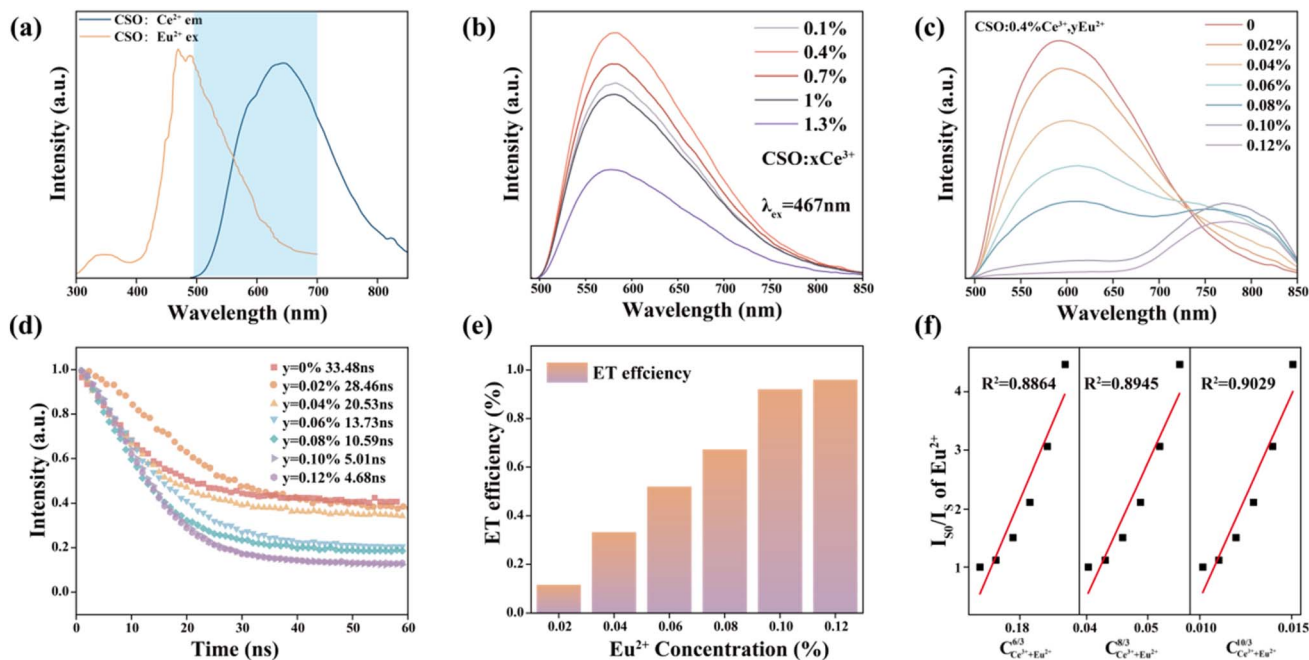 (a)
CSO: Ce²⁺ em
CSO: Eu²⁺ ex
Intensity (a.u.)
300 400 500 600 700 800
Wavelength (nm)
(b)
0.1%
0.4%
0.7%
1%
1.3%
CSO:xCe³⁺
λex=467nm
Intensity (a.u.)
500 550 600 650 700 750 800 850
Wavelength (nm)
(c)
CSO:0.4%Ce³⁺,yEu²⁺
0
0.02%
0.04%
0.06%
0.08%
0.10%
0.12%
Intensity (a.u.)
500 550 600 650 700 750 800 850
Wavelength (nm)
(d)
y=0% 33.48ns
y=0.02% 28.46ns
y=0.04% 20.53ns
y=0.06% 13.73ns
y=0.08% 10.59ns
y=0.10% 5.01ns
y=0.12% 4.68ns
Intensity (a.u.)
1.0
0.8
0.6
0.4
0.2
0.0
0 10 20 30 40 50 60
Time (ns)
(e)
ET effciency
ET efficiency (%)
1.0
0.8
0.6
0.4
0.2
0.0
0.02 0.04 0.06 0.08 0.10 0.12
Eu²⁺ Concentration (%)
(f)
R²=0.8864 R²=0.8945 R²=0.9029
I_S0/I_S of Eu²⁺
4
3
2
1
0.18 0.04 0.05 0.010 0.015
C^6/3_Ce³⁺+Eu²⁺ C^8/3_Ce³⁺+Eu²⁺ C^10/3_Ce³⁺+Eu²⁺